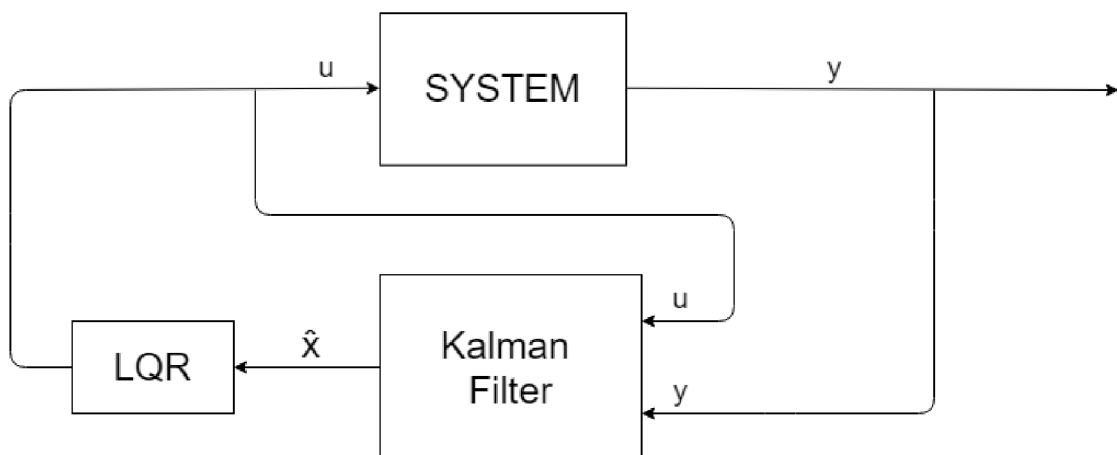 u
SYSTEM
y
u
LQR
x̂
Kalman
Filter
y